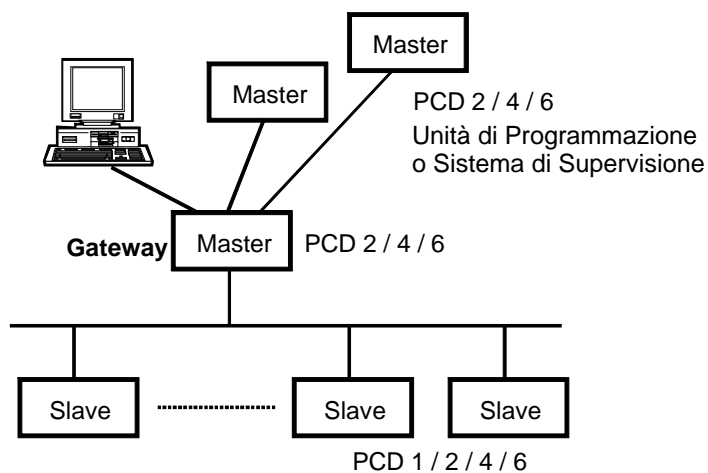 Master
Master
PCD 2 / 4 / 6
Unità di Programmazione
o Sistema di Supervisione
Gateway Master PCD 2 / 4 / 6
Slave Slave Slave
PCD 1 / 2 / 4 / 6